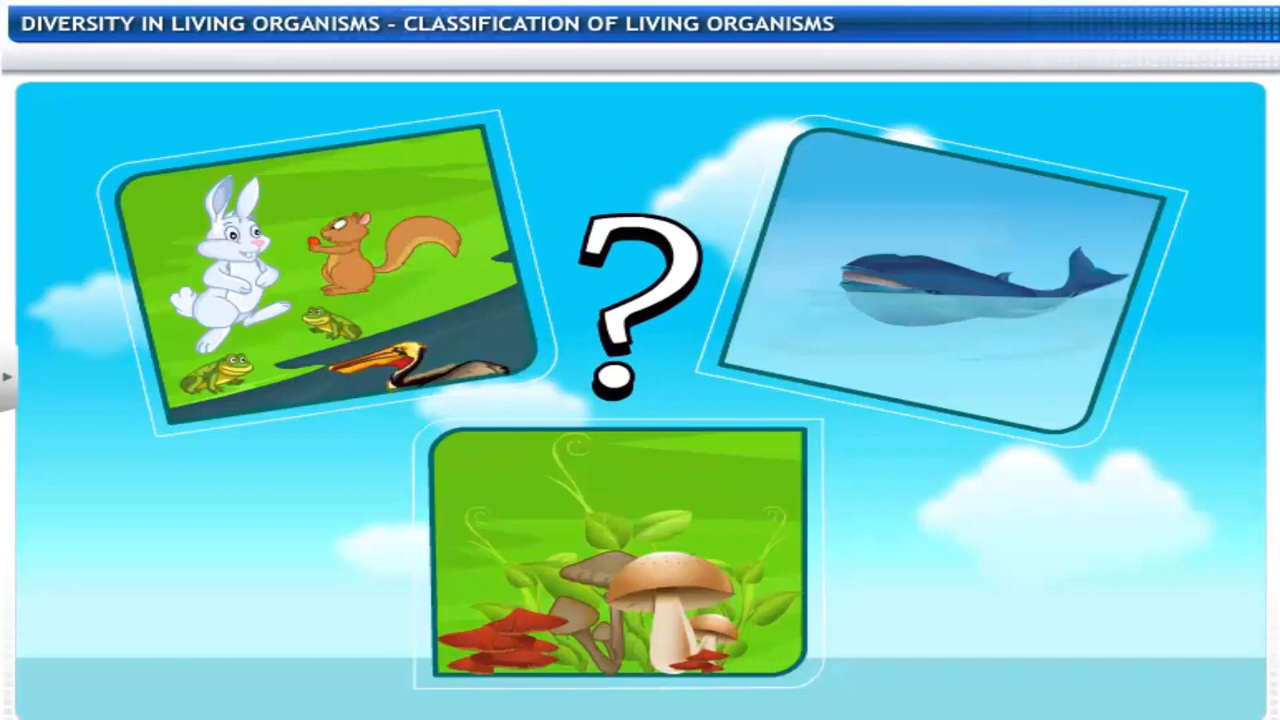 DIVERSITY IN LIVING ORGANISMS - CLASSIFICATION OF LIVING ORGANISMS
?